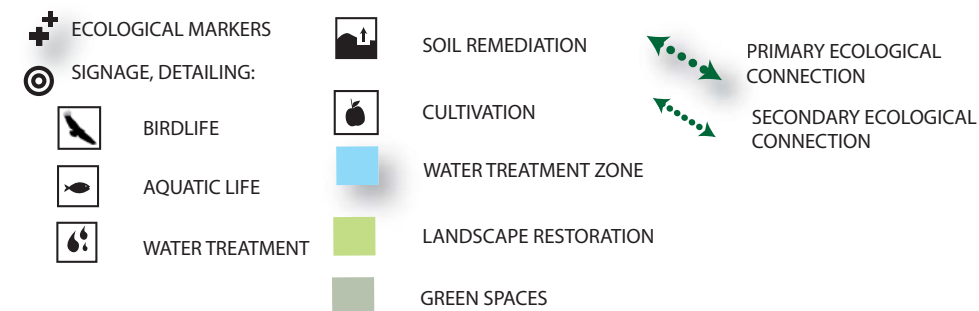 ECOLOGICAL MARKERS
SIGNAGE, DETAILING:
BIRDLIFE
AQUATIC LIFE
WATER TREATMENT
SOIL REMEDIATION
CULTIVATION
WATER TREATMENT ZONE
LANDSCAPE RESTORATION
GREEN SPACES
PRIMARY ECOLOGICAL
CONNECTION
SECONDARY ECOLOGICAL
CONNECTION